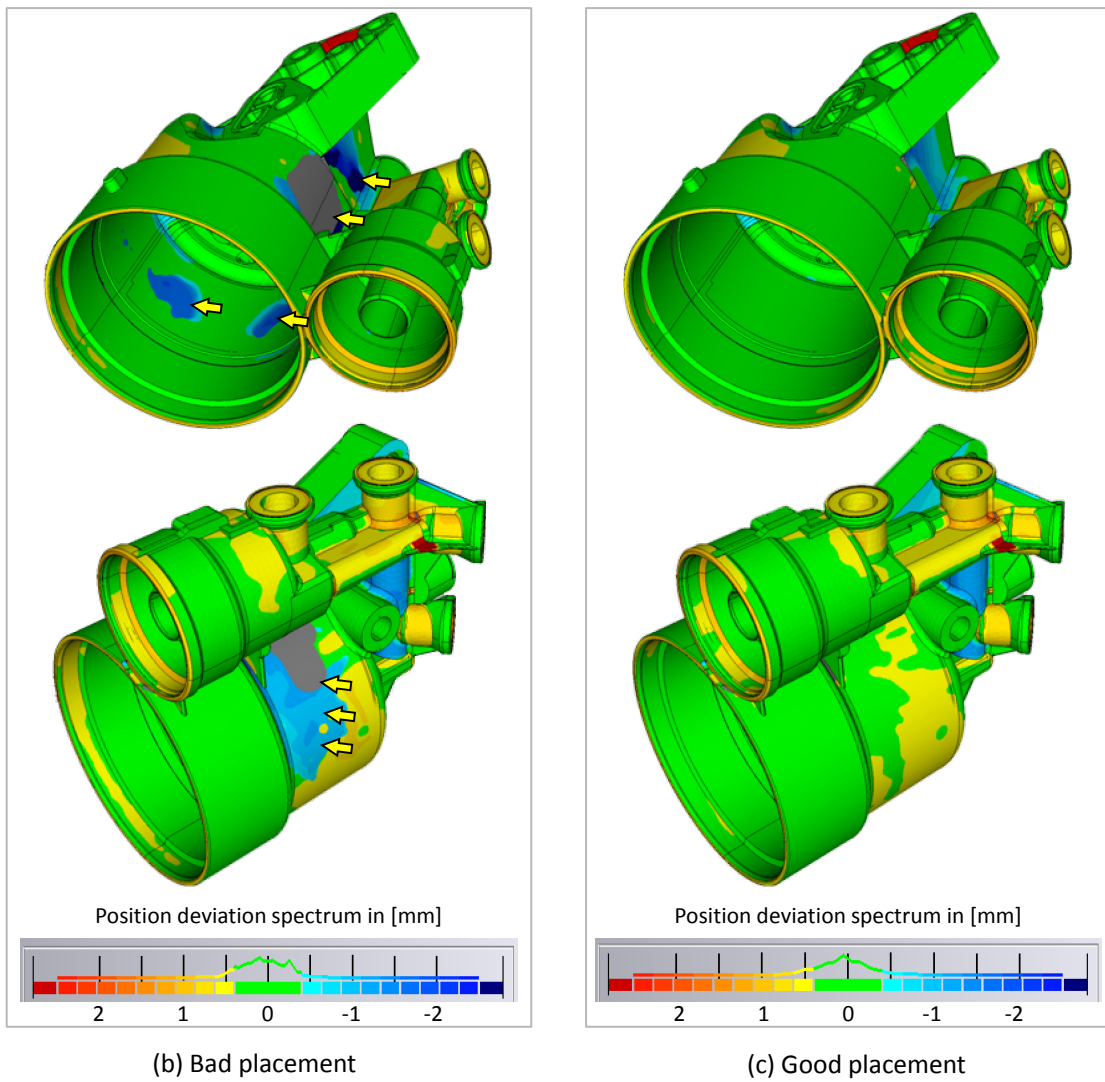 Position deviation spectrum in [mm]
2 1 0 -1 -2
(b) Bad placement
Position deviation spectrum in [mm]
2 1 0 -1 -2
(c) Good placement